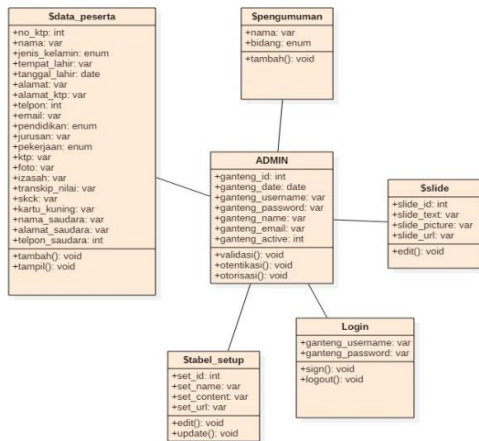 $data_peserta
+no_ktp: int
+nama: var
+jenis_kelamin: enum
+tempat_lahir: var
+tanggal_lahir: date
+alamat: var
+alamat_ktp: var
+telpon: int
+email: var
+pendidikan: enum
+jurusan: var
+pekerjaan: enum
+ktp: var
+foto: var
+izasah: var
+transkip_nilai: var
+skck: var
+kartu_kuning: var
+nama_saudara: var
+alamat_saudara: var
+telpon_saudara: int
+tambah(): void
+tampil(): void
$pengumuman
+nama: var
+bidang: enum
+tambah(): void
ADMIN
+ganteng_id: int
+ganteng_date: date
+ganteng_username: var
+ganteng_password: var
+ganteng_name: var
+ganteng_email: var
+ganteng_active: int
+validasi(): void
+otentikasi(): void
+otorisasi(): void
$slide
+slide_id: int
+slide_text: var
+slide_picture: var
+slide_url: var
+edit(): void
$tabel_setup
+set_id: int
+set_name: var
+set_content: var
+set_url: var
+edit(): void
+update(): void
Login
+ganteng_username: var
+ganteng_password: var
+sign(): void
+logout(): void